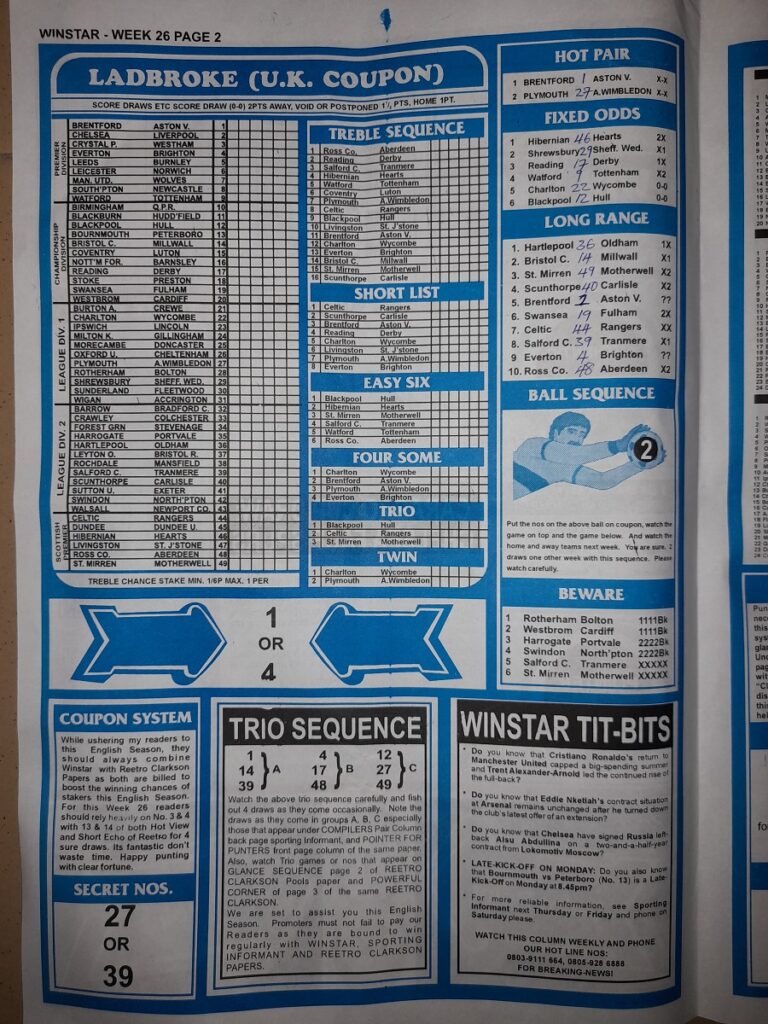 WINSTAR - WEEK 26 PAGE 2
LADBROKE (U.K. COUPON)
SCORE DRAWS ETC SCORE DRAW (0-0) 2PTS AWAY, VOID OR POSTPONED 1½ PTS, HOME 1PT.
PREMIER DIVISION
BRENTFORD ASTON V. 1
CHELSEA LIVERPOOL 2
CRYSTAL P. WESTHAM 3
EVERTON BRIGHTON 4
LEEDS BURNLEY 5
LEICESTER NORWICH 6
MAN. UTD. WOLVES 7
SOUTH'PTON NEWCASTLE 8
WATFORD TOTTENHAM 9
CHAMPIONSHIP DIVISION
BIRMINGHAM Q.P.R. 10
BLACKBURN HUDD'FIELD 11
BLACKPOOL HULL 12
BOURNMOUTH PETERBORO 13
BRISTOL C. MILLWALL 14
COVENTRY LUTON 15
NOTT'M FOR. BARNSLEY 16
READING DERBY 17
STOKE PRESTON 18
SWANSEA FULHAM 19
WESTBROM CARDIFF 20
LEAGUE DIV. 1
BURTON A. CREWE 21
CHARLTON WYCOMBE 22
IPSWICH LINCOLN 23
MILTON K. GILLINGHAM 24
MORECAMBE DONCASTER 25
OXFORD U. CHELTENHAM 26
PLYMOUTH A.WIMBLEDON 27
ROTHERHAM BOLTON 28
SHREWSBURY SHEFF. WED. 29
SUNDERLAND FLEETWOOD 30
WIGAN ACCRINGTON 31
LEAGUE DIV. 2
BARROW BRADFORD C. 32
CRAWLEY COLCHESTER 33
FOREST GRN STEVENAGE 34
HARROGATE PORTVALE 35
HARTLEPOOL OLDHAM 36
LEYTON O. BRISTOL R. 37
ROCHDALE MANSFIELD 38
SALFORD C. TRANMERE 39
SCUNTHORPE CARLISLE 40
SUTTON U. EXETER 41
SWINDON NORTH'PTON 42
WALSALL NEWPORT CO. 43
SCOTTISH PREMIER
CELTIC RANGERS 44
DUNDEE DUNDEE U. 45
HIBERNIAN HEARTS 46
LIVINGSTON ST. J'STONE 47
ROSS CO. ABERDEEN 48
ST. MIRREN MOTHERWELL 49
TREBLE CHANCE STAKE MIN. 1/6P MAX. 1 PER
TREBLE SEQUENCE
1 Ross Co. Aberdeen
2 Reading Derby
3 Salford C. Tranmere
4 Hibernian Hearts
5 Watford Tottenham
6 Coventry Luton
7 Plymouth A.Wimbledon
8 Celtic Rangers
9 Blackpool Hull
10 Livingston St. J'stone
11 Brentford Aston V.
12 Charlton Wycombe
13 Everton Brighton
14 Bristol C. Millwall
15 St. Mirren Motherwell
16 Scunthorpe Carlisle
SHORT LIST
1 Celtic Rangers
2 Scunthorpe Carlisle
3 Brentford Aston V.
4 Reading Derby
5 Charlton Wycombe
6 Livingston St. J'stone
7 Plymouth A.Wimbledon
8 Everton Brighton
EASY SIX
1 Blackpool Hull
2 Hibernian Hearts
3 St. Mirren Motherwell
4 Salford C. Tranmere
5 Watford Tottenham
6 Ross Co. Aberdeen
FOUR SOME
1 Charlton Wycombe
2 Brentford Aston V.
3 Plymouth A.Wimbledon
4 Everton Brighton
TRIO
1 Blackpool Hull
2 Celtic Rangers
3 St. Mirren Motherwell
TWIN
1 Charlton Wycombe
2 Plymouth A.Wimbledon
HOT PAIR
1 BRENTFORD 1 ASTON V. X-X
2 PLYMOUTH 27 A.WIMBLEDON X-X
FIXED ODDS
1 Hibernian 46 Hearts 2X
2 Shrewsbury 29 Sheff. Wed. X1
3 Reading 17 Derby 1X
4 Watford 9 Tottenham X2
5 Charlton 22 Wycombe 0-0
6 Blackpool 12 Hull 0-0
LONG RANGE
1. Hartlepool 36 Oldham 1X
2. Bristol C. 14 Millwall X1
3. St. Mirren 49 Motherwell X2
4. Scunthorpe 40 Carlisle X2
5. Brentford Aston V. ??
6. Swansea 19 Fulham 2X
7. Celtic 44 Rangers XX
8. Salford C. 39 Tranmere X1
9 Everton 4 Brighton ??
10. Ross Co. 48 Aberdeen X2
BALL SEQUENCE
2
Put the nos on the above ball on coupon, watch the
game on top and the game below. And watch the
home and away teams next week. You are sure. 2
draws one other week with this sequence. Please
watch carefully.
BEWARE
1 Rotherham Bolton 1111Bk
2 Westbrom Cardiff 1111Bk
3 Harrogate Portvale 2222Bk
4 Swindon North'pton 2222Bk
5 Salford C. Tranmere XXXXX
6 St. Mirren Motherwell XXXXX
1
OR
4
COUPON SYSTEM
While ushering my readers to
this English Season, they
should always combine
Winstar with Reetro Clarkson
Papers as both are billed to
boost the winning chances of
stakers this English Season.
For this Week 26 readers
should rely heavily on No. 3 & 4
with 13 & 14 of both Hot View
and Short Echo of Reetro for 4
sure draws. Its fantastic don't
waste time. Happy punting
with clear fortune.
SECRET NOS.
27
OR
39
TRIO SEQUENCE
1 4 12
14 A 17 B 27 C
39 48 49
Watch the above trio sequence carefully and fish
out 4 draws as they come occasionally. Note the
draws as they come in groups A, B, C especially
those that appear under COMPILERS Pair Column
back page sporting Informant, and POINTER FOR
PUNTERS front page column of the same paper.
Also, watch Trio games or nos that appear on
GLANCE SEQUENCE page 2 of REETRO
CLARKSON Pools paper and POWERFUL
CORNER of page 3 of the same REETRO
CLARKSON.
We are set to assist you this English
Season. Promoters must not fail to pay our
Readers as they are bound to win
regularly with WINSTAR, SPORTING
INFORMANT AND REETRO CLARKSON
PAPERS.
WINSTAR TIT-BITS
* Do you know that Cristiano Ronaldo's return to
Manchester United capped a big-spending summer
and Trent Alexander-Arnold led the continued rise of
the full-back?
* Do you know that Eddie Nketiah's contract situation
at Arsenal remains unchanged after he turned down
the club's latest offer of an extension?
* Do you know that Chelsea have signed Russia left-
back Alsu Abdullina on a two-and-a-half-year
contract from Lokomotiv Moscow?
* LATE-KICK-OFF ON MONDAY: Do you also know
that Bournmouth vs Peterboro (No. 13) is a Late-
Kick-Off on Monday at 8.45pm?
* For more reliable information, see Sporting
Informant next Thursday or Friday and phone on
Saturday please.
WATCH THIS COLUMN WEEKLY AND PHONE
OUR HOT LINE NOS:
0803-9111 664, 0805-928 6888
FOR BREAKING-NEWS!